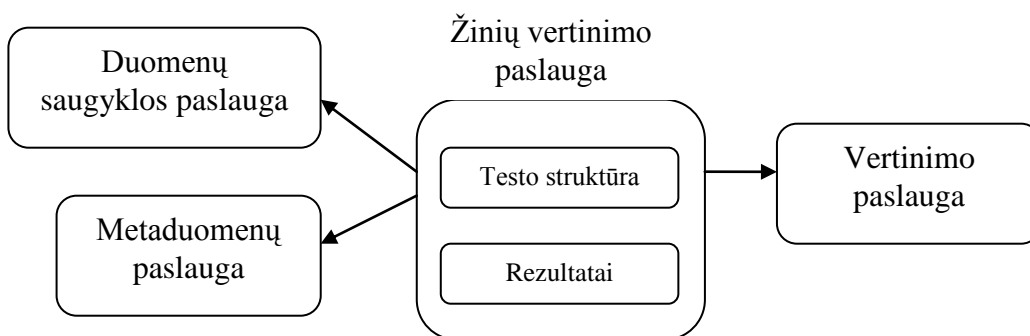 Duomenų
saugyklos paslauga
Metaduomenų
paslauga
Žinių vertinimo
paslauga
Testo struktūra
Rezultatai
Vertinimo
paslauga